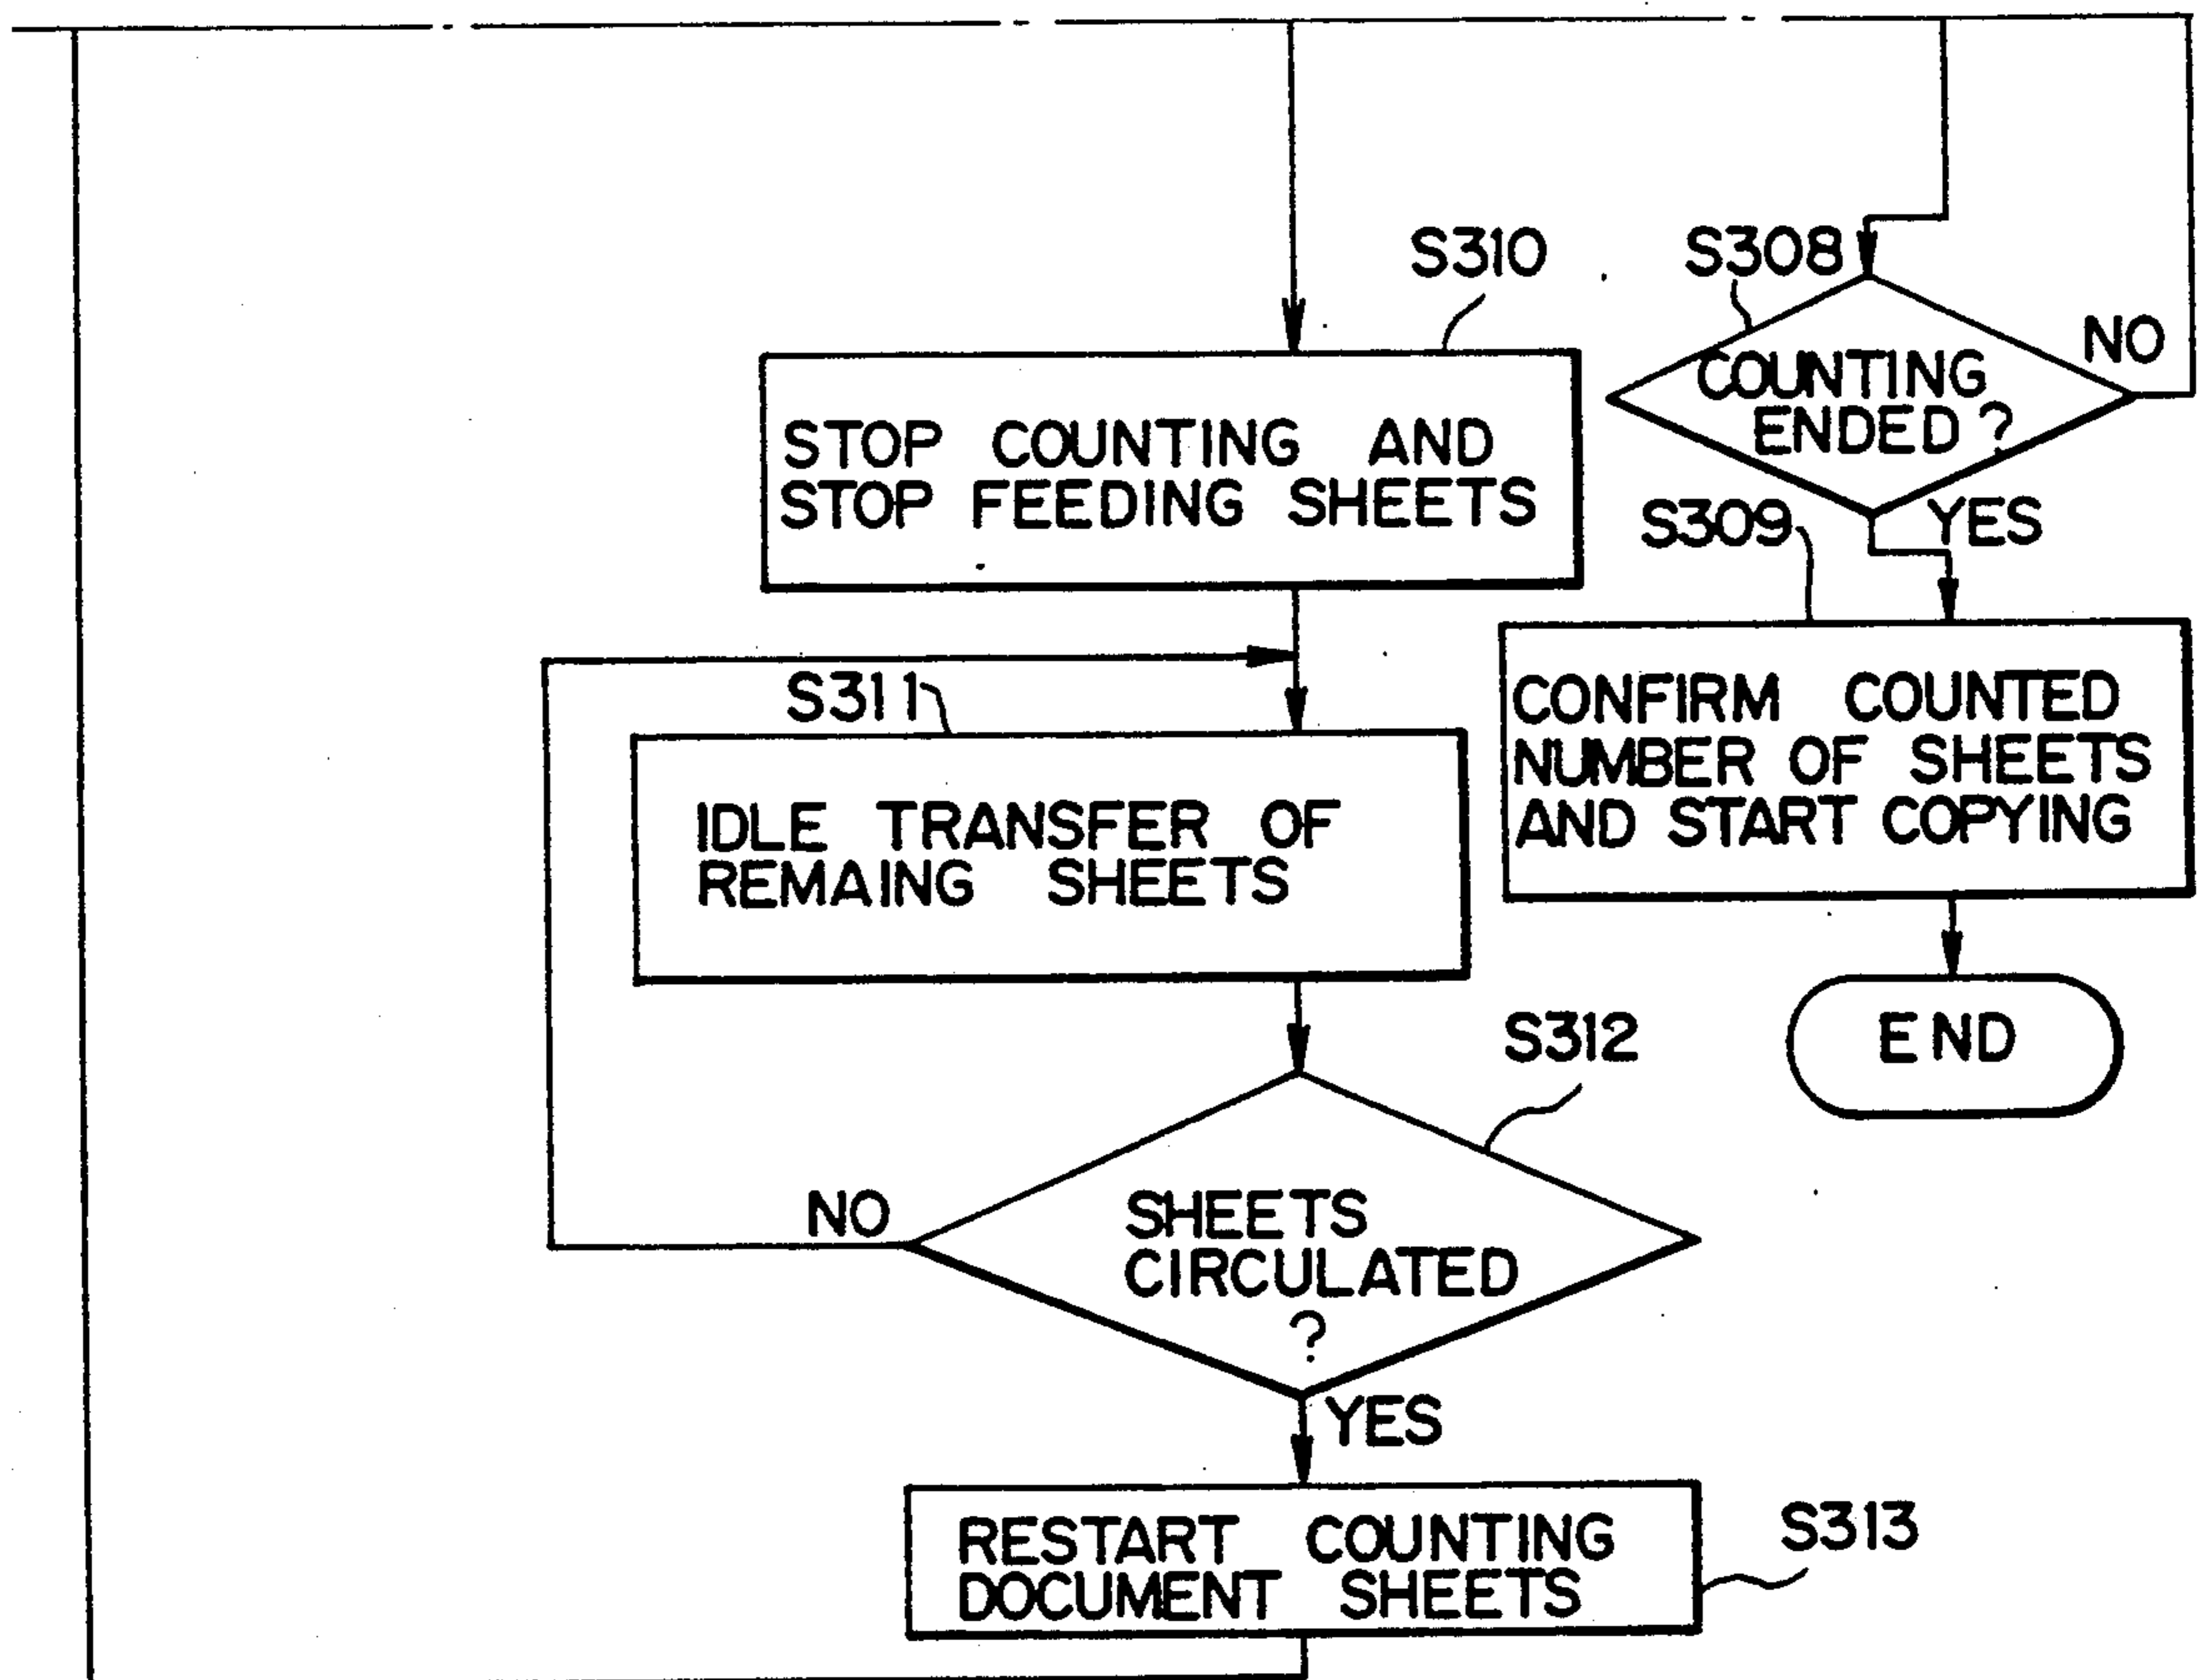 S310
S308
COUNTING
ENDED ?
NO
STOP COUNTING AND
STOP FEEDING SHEETS
S309
YES
S311
CONFIRM COUNTED
NUMBER OF SHEETS
AND START COPYING
IDLE TRANSFER OF
REMAING SHEETS
S312
END
NO
SHEETS
CIRCULATED
?
YES
RESTART COUNTING
DOCUMENT SHEETS
S313